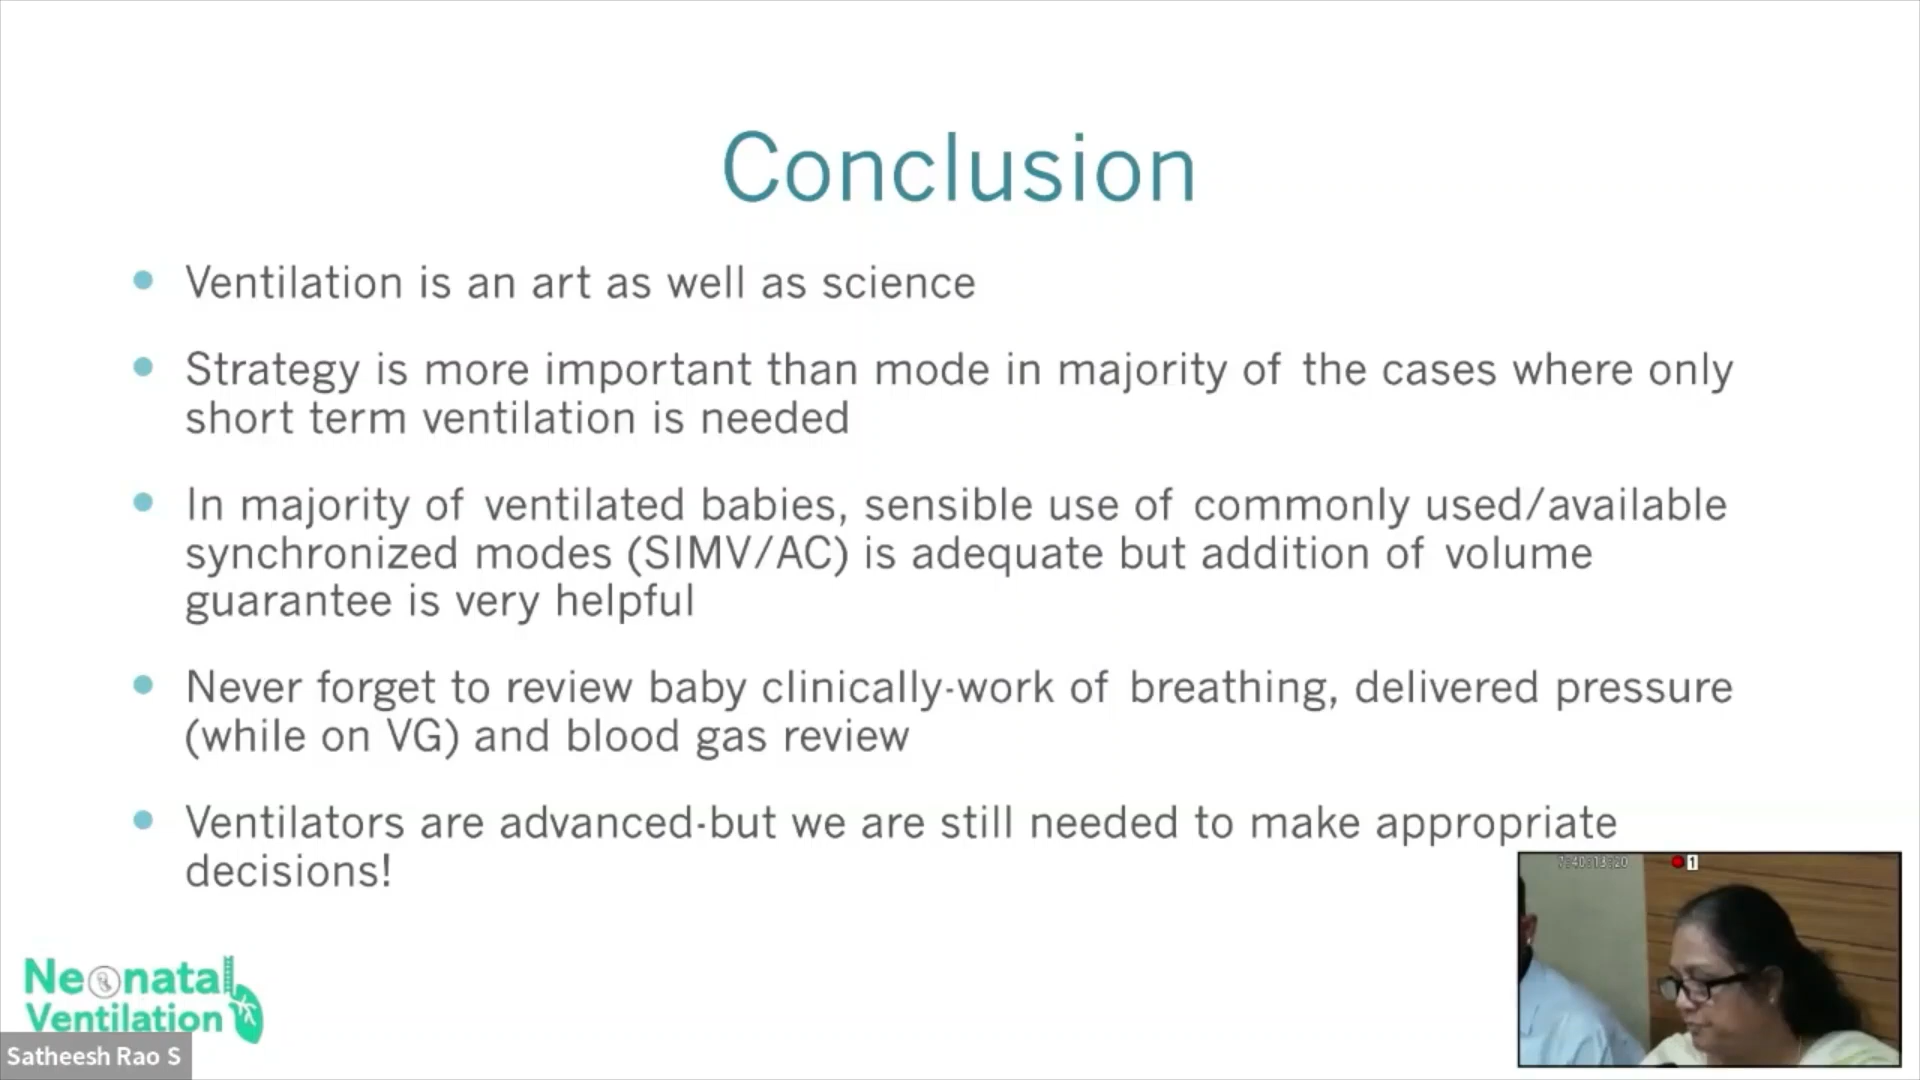 Conclusion
Ventilation is an art as well as science
Strategy is more important than mode in majority of the cases where only
short term ventilation is needed
In majority of ventilated babies, sensible use of commonly used/available
synchronized modes (SIMV/AC) is adequate but addition of volume
guarantee is very helpful
Never forget to review baby clinically-work of breathing, delivered pressure
(while on VG) and blood gas review
Ventilators are advanced-but we are still needed to make appropriate
decisions!
1
Neonatal
Ventilation
Satheesh Rao S